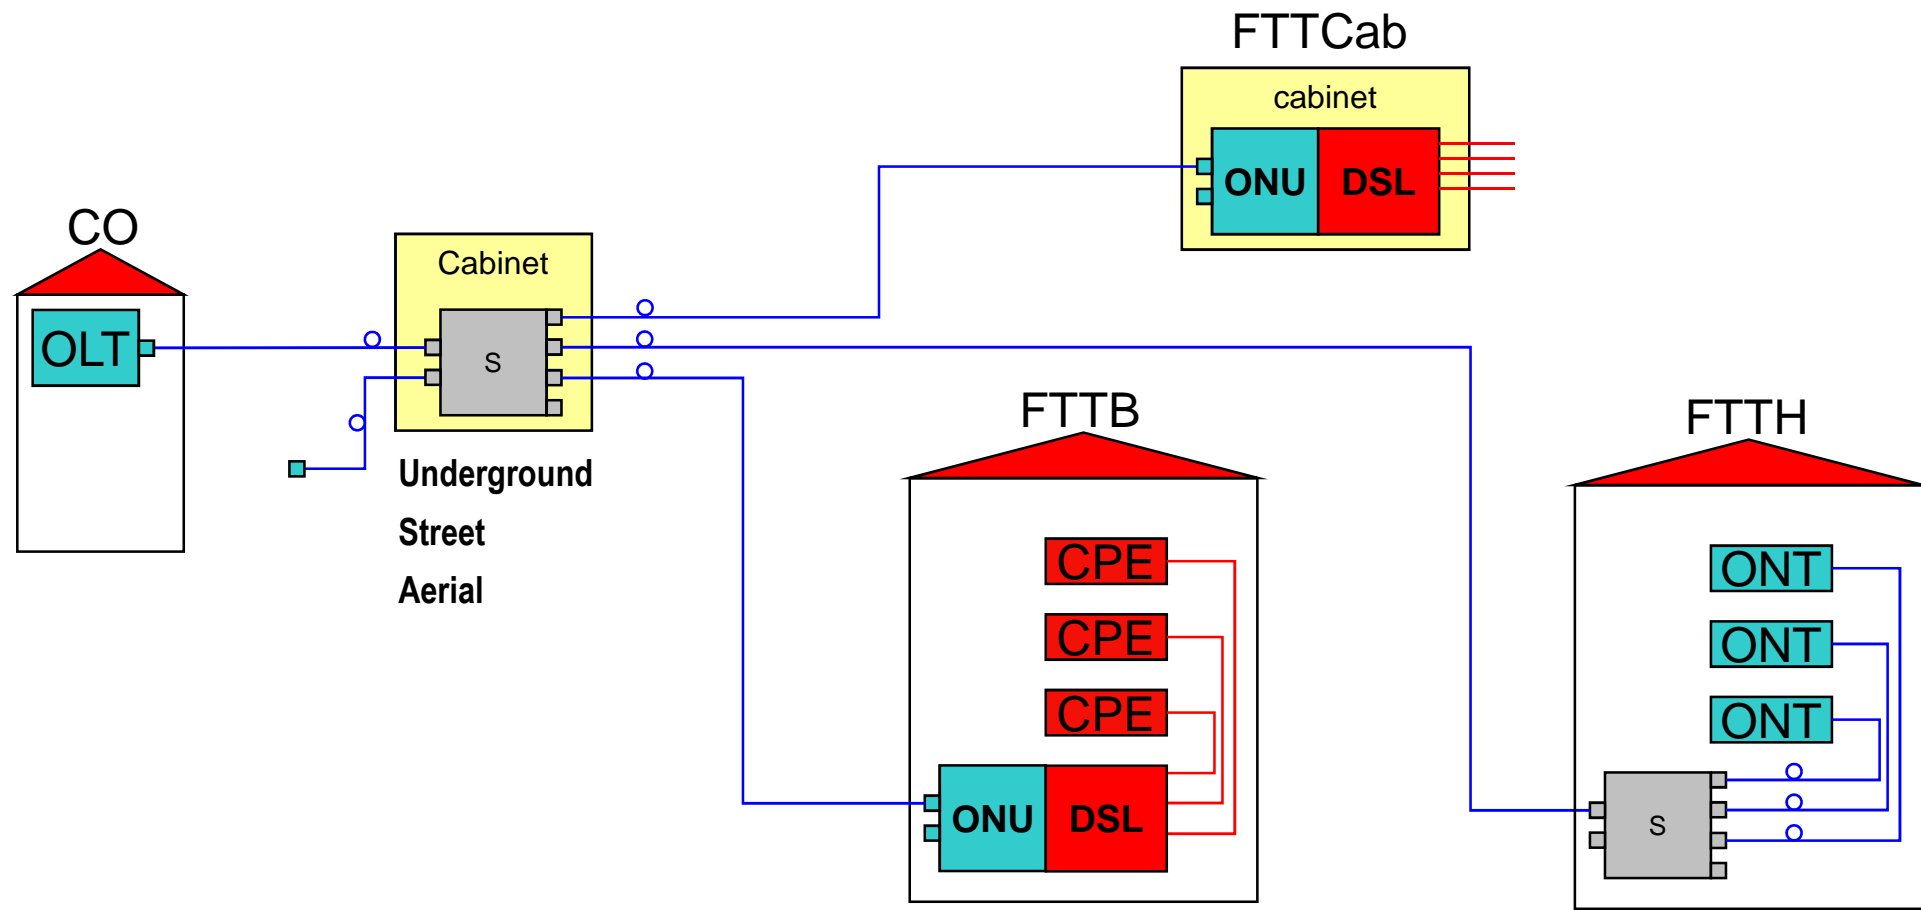 FTTCab
cabinet
ONU
DSL
CO
OLT
Cabinet
S
Underground
Street
Aerial
FTTB
CPE
CPE
CPE
ONU
DSL
FTTH
ONT
ONT
ONT
S